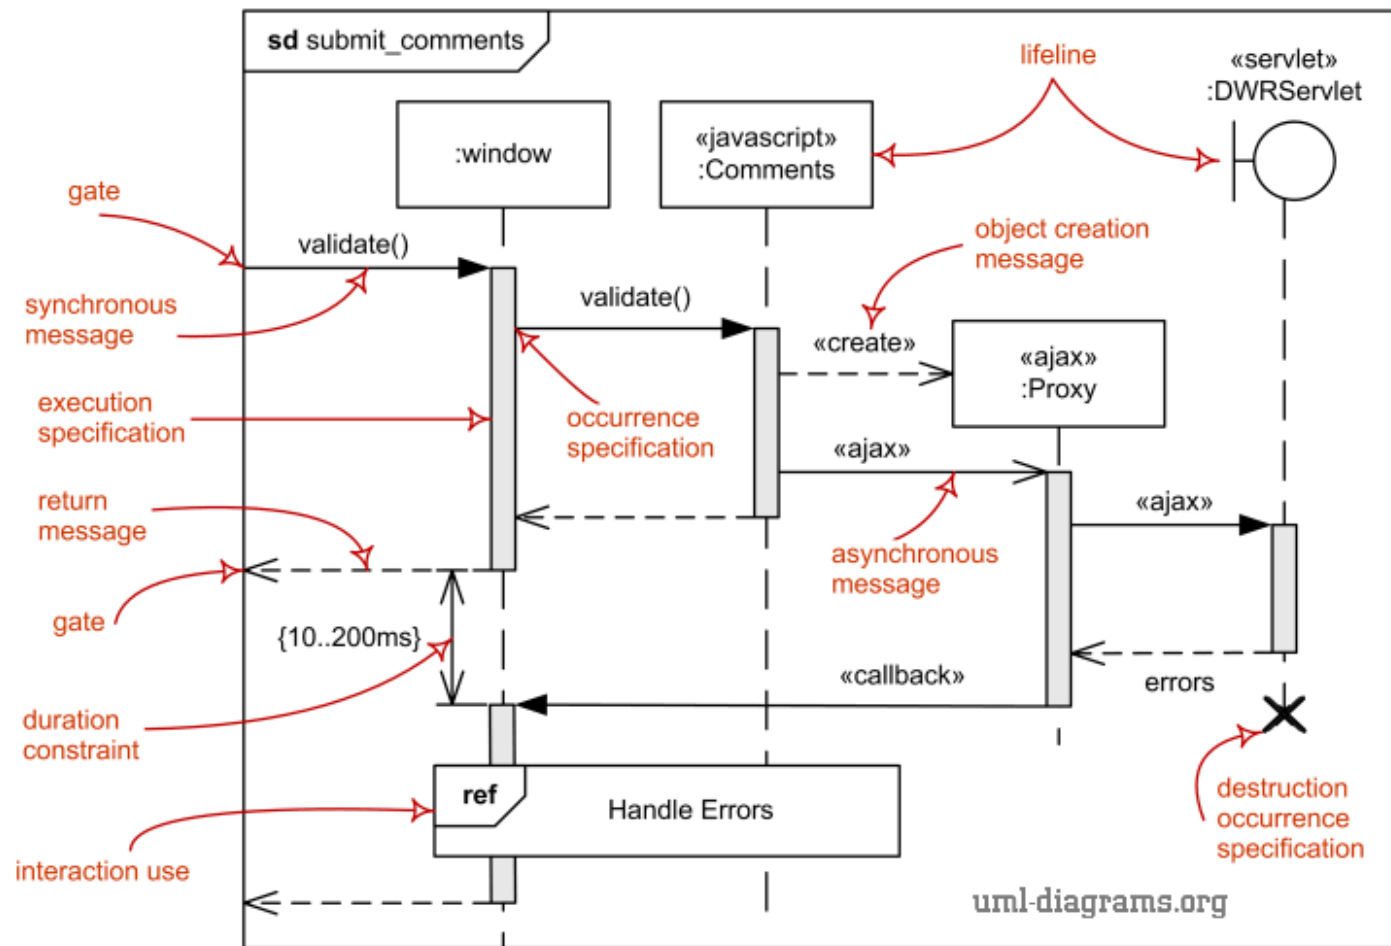 sd submit_comments
lifeline
«servlet»
:DWRServlet
:window
«javascript»
:Comments
gate
validate()
object creation
message
synchronous
message
validate()
«create»
«ajax»
:Proxy
execution
specification
occurrence
specification
«ajax»
return
message
«ajax»
asynchronous
message
gate
{10..200ms}
«callback»
errors
duration
constraint
ref
Handle Errors
destruction
occurrence
specification
interaction use
uml-diagrams.org